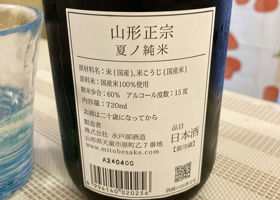 山形正宗
夏ノ純米
原材料名：米(国産)、米こうじ(国産米)
原料米：国産米100%使用
精米歩合：60% アルコール度数：15度
内容量：720ml
お酒は二十歳になってから
製造者
株式会社 水戸部酒造
山形県天童市原町乙7番地
www.mitobesake.com
品目
日本酒
【要冷蔵】
A240400
4994140020256